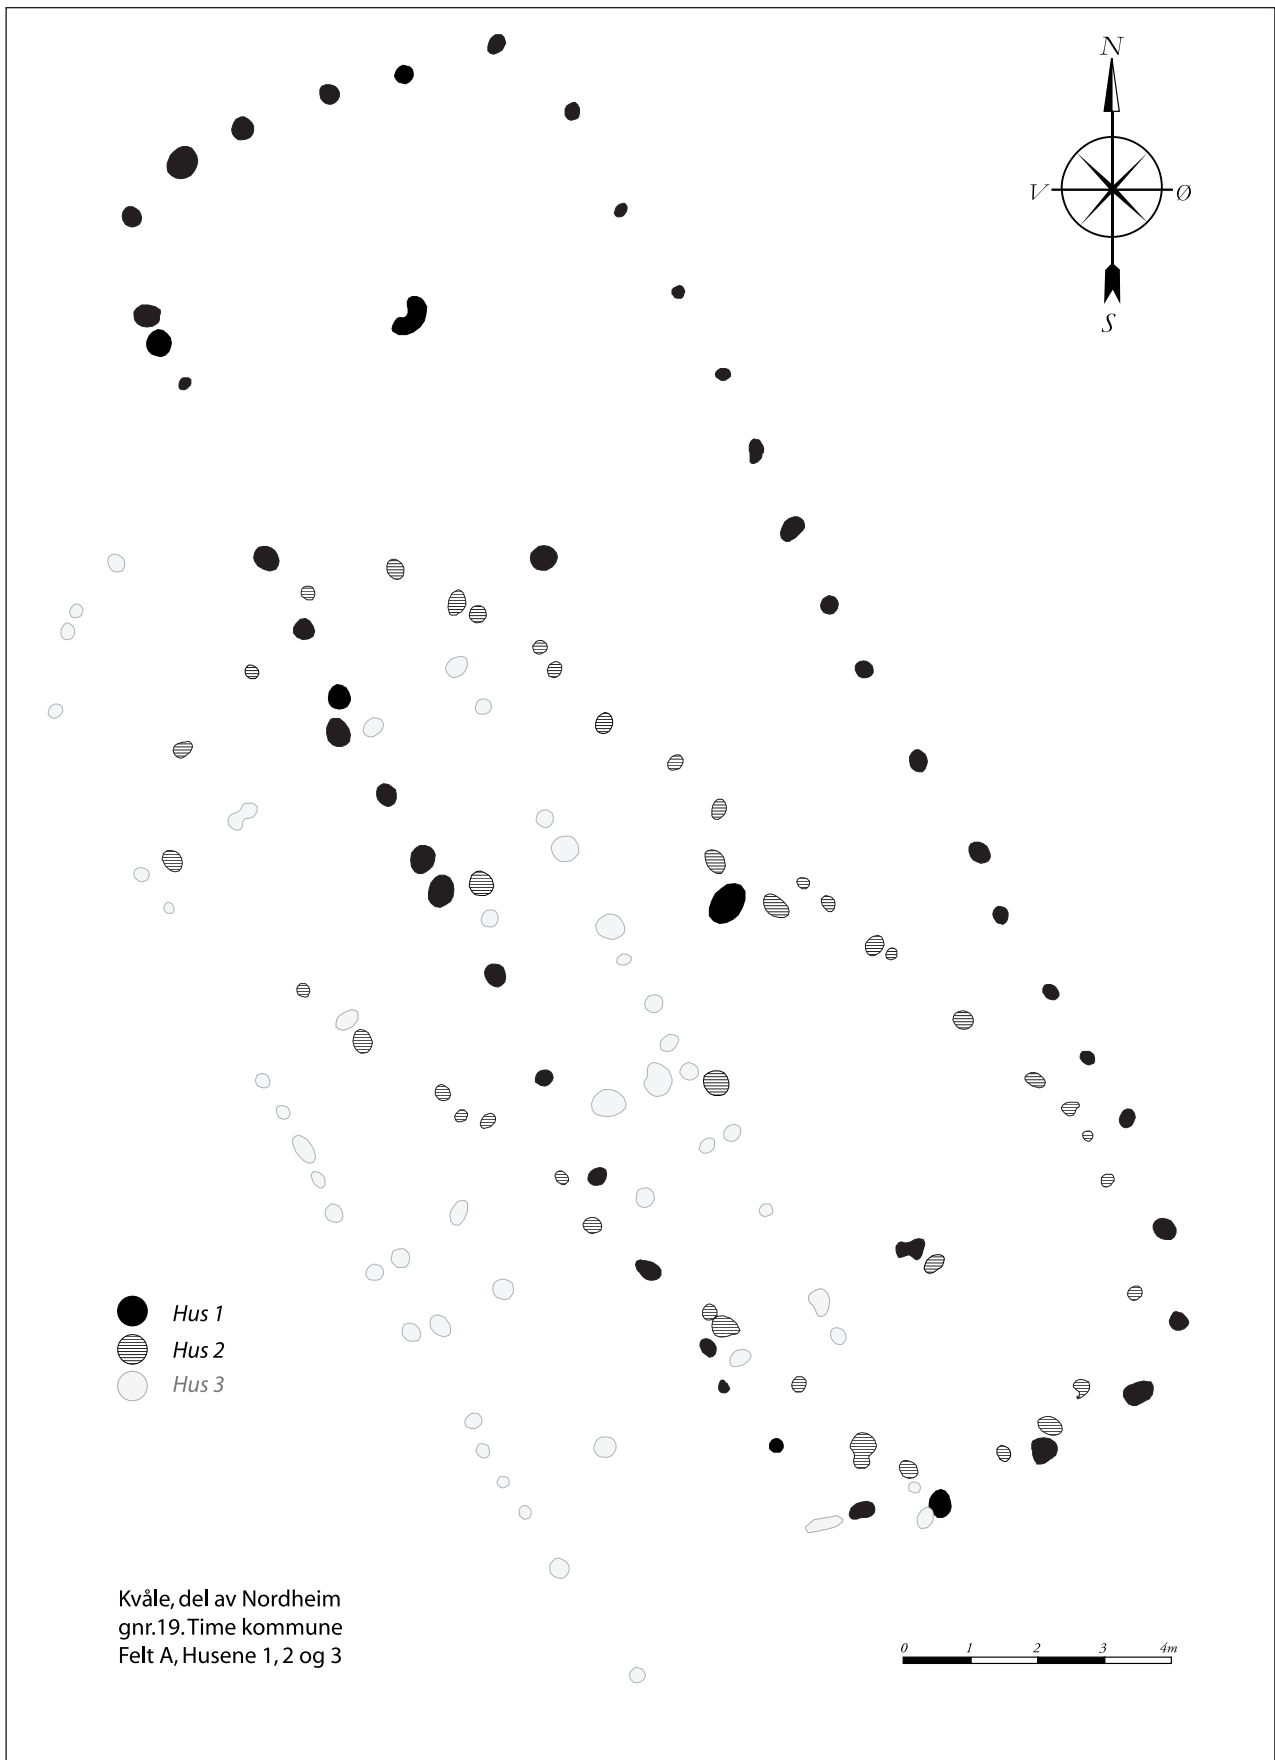 N
V
Ø
S
Hus 1
Hus 2
Hus 3
Kvåle, del av Nordheim
gnr.19. Time kommune
Felt A, Husene 1, 2 og 3
0 1 2 3 4m